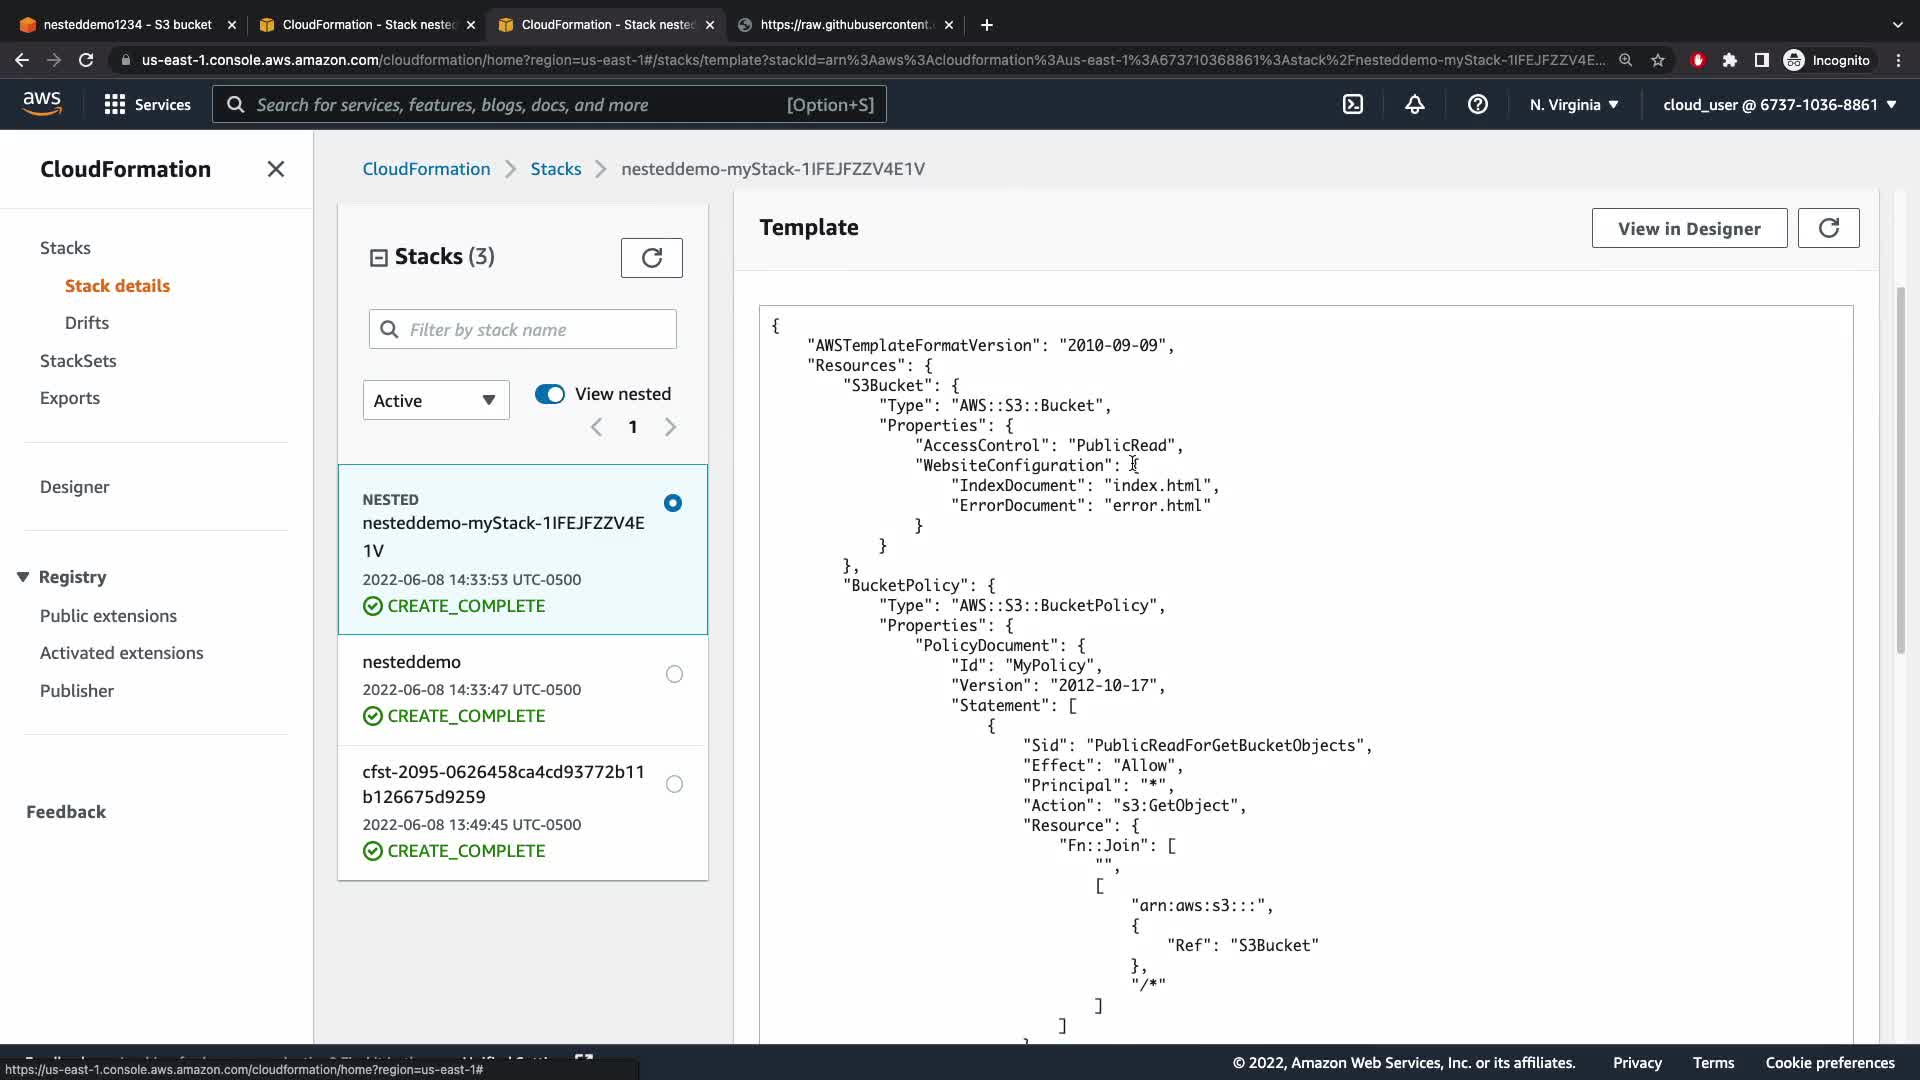 nesteddemo1234 - S3 bucket
CloudFormation - Stack nested
CloudFormation - Stack neste
https://raw.githubusercontent.
us-east-1.console.aws.amazon.com/cloudformation/home?region=us-east-1#/stacks/template?stackId=arn%3Aaws%3Acloudformation%3Aus-east-1%3A673710368861%3Astack%2Fnesteddemo-myStack-1IFEJFZZV4E...
Incognito
aws
Services
Search for services, features, blogs, docs, and more
[Option+S]
N. Virginia
cloud_user @ 6737-1036-8861
CloudFormation
Stacks
Stack details
Drifts
StackSets
Exports
Designer
Registry
Public extensions
Activated extensions
Publisher
Feedback
CloudFormation
Stacks
nesteddemo-myStack-1IFEJFZZV4E1V
Stacks (3)
Filter by stack name
Active
View nested
1
NESTED
nesteddemo-myStack-1IFEJFZZV4E
1V
2022-06-08 14:33:53 UTC-0500
CREATE_COMPLETE
nesteddemo
2022-06-08 14:33:47 UTC-0500
CREATE_COMPLETE
cfst-2095-0626458ca4cd93772b11
b126675d9259
2022-06-08 13:49:45 UTC-0500
CREATE_COMPLETE
Template
View in Designer
{
"AWSTemplateFormatVersion": "2010-09-09",
"Resources": {
"S3Bucket": {
"Type": "AWS::S3::Bucket",
"Properties": {
"AccessControl": "PublicRead",
"WebsiteConfiguration": {
"IndexDocument": "index.html",
"ErrorDocument": "error.html"
}
}
},
"BucketPolicy": {
"Type": "AWS::S3::BucketPolicy",
"Properties": {
"PolicyDocument": {
"Id": "MyPolicy",
"Version": "2012-10-17",
"Statement": [
{
"Sid": "PublicReadForGetBucketObjects",
"Effect": "Allow",
"Principal": "*",
"Action": "s3:GetObject",
"Resource": {
"Fn::Join": [
"",
[
"arn:aws:s3:::",
{
"Ref": "S3Bucket"
},
"/*"
]
]
https://us-east-1.console.aws.amazon.com/cloudformation/home?region=us-east-1#
© 2022, Amazon Web Services, Inc. or its affiliates.
Privacy
Terms
Cookie preferences